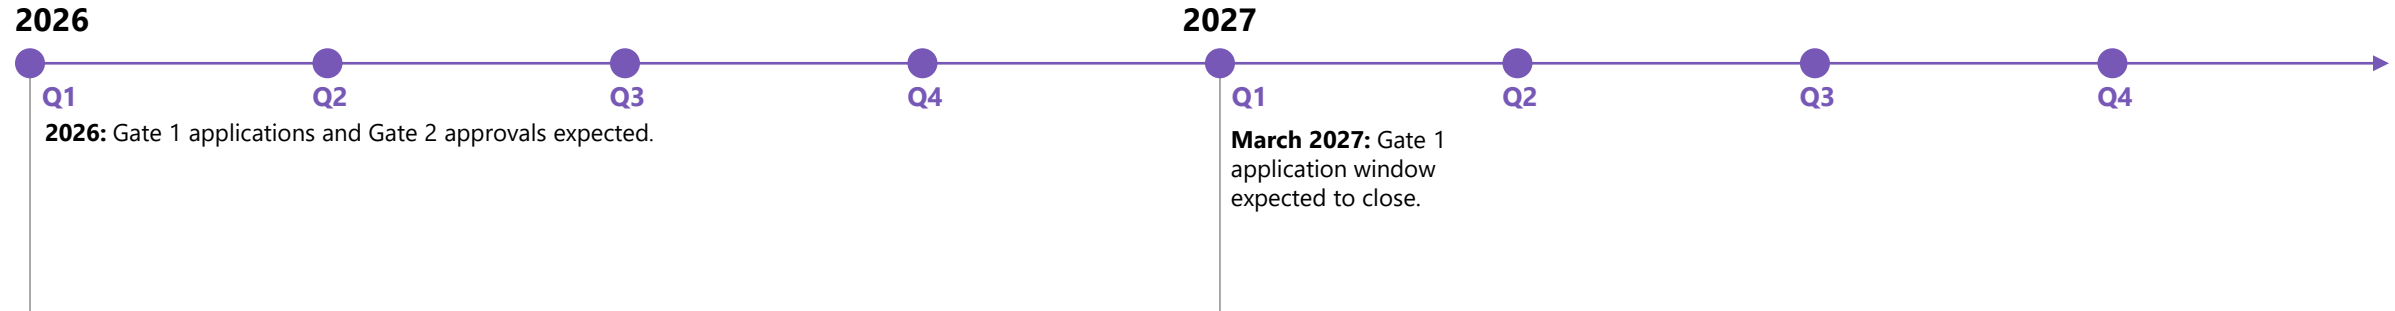 2026
2027
Q1
Q2
Q3
Q4
Q1
Q2
Q3
Q4
2026: Gate 1 applications and Gate 2 approvals expected.
March 2027: Gate 1
application window
expected to close.